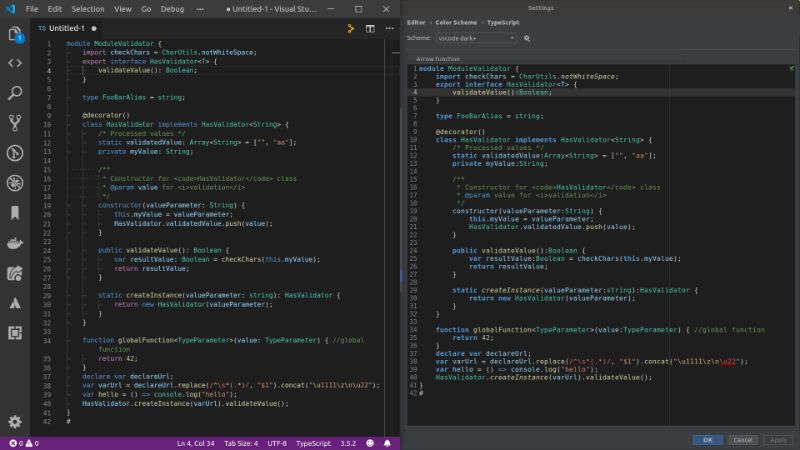 File Edit Selection View Go Debug ··· ● Untitled-1 - Visual Stu...
TS Untitled-1 ●
1 module ModuleValidator {
2 import checkChars = CharUtils.notWhiteSpace;
3 export interface HasValidator<T> {
4 validateValue(): Boolean;
5 }
6
7 type FooBarAlias = string;
8
9 @decorator()
10 class HasValidator implements HasValidator<String> {
11 /* Processed values */
12 static validatedValue: Array<String> = ["", "aa"];
13 private myValue: String;
14
15 /**
16 * Constructor for <code>HasValidator</code> class
17 * @param value for <i>validation</i>
18 */
19 constructor(valueParameter: String) {
20 this.myValue = valueParameter;
21 HasValidator.validatedValue.push(value);
22 }
23
24 public validateValue(): Boolean {
25 var resultValue: Boolean = checkChars(this.myValue);
26 return resultValue;
27 }
28
29 static createInstance(valueParameter: string): HasValidator {
30 return new HasValidator(valueParameter);
31 }
32 }
33
34 function globalFunction<TypeParameter>(value: TypeParameter) { //global
function
35 return 42;
36 }
37 declare var declareUrl;
38 var varUrl = declareUrl.replace(/^\s*(.*)/, "$1").concat("\u1111\z\n\u22");
39 var hello = () => console.log("hello");
40 HasValidator.createInstance(varUrl).validateValue();
41 }
42 #
1
0 0 Ln 4, Col 34 Tab Size: 4 UTF-8 TypeScript 3.5.2
Settings
Editer › Color Scheme › TypeScript
Scheme: vscode dark+
Arrow function
1 module ModuleValidator {
2 import checkChars = CharUtils.notWhiteSpace;
3 export interface HasValidator<T> {
4 validateValue():Boolean;
5 }
6
7 type FooBarAlias = string;
8
9 @decorator()
10 class HasValidator implements HasValidator<String> {
11 /* Processed values */
12 static validatedValue:Array<String> = ["", "aa"];
13 private myValue:String;
14
15 /**
16 * Constructor for <code>HasValidator</code> class
17 * @param value for <i>validation</i>
18 */
19 constructor(valueParameter:String) {
20 this.myValue = valueParameter;
21 HasValidator.validatedValue.push(value);
22 }
23
24 public validateValue():Boolean {
25 var resultValue:Boolean = checkChars(this.myValue);
26 return resultValue;
27 }
28
29 static createInstance(valueParameter:string):HasValidator {
30 return new HasValidator(valueParameter);
31 }
32 }
33
34 function globalFunction<TypeParameter>(value:TypeParameter) { //global function
35 return 42;
36 }
37 declare var declareUrl;
38 var varUrl = declareUrl.replace(/^\s*(.*)/, "$1").concat("\u1111\z\n\u22");
39 var hello = () => console.log("hello");
40 HasValidator.createInstance(varUrl).validateValue();
41 }
42 #
OK Cancel Apply